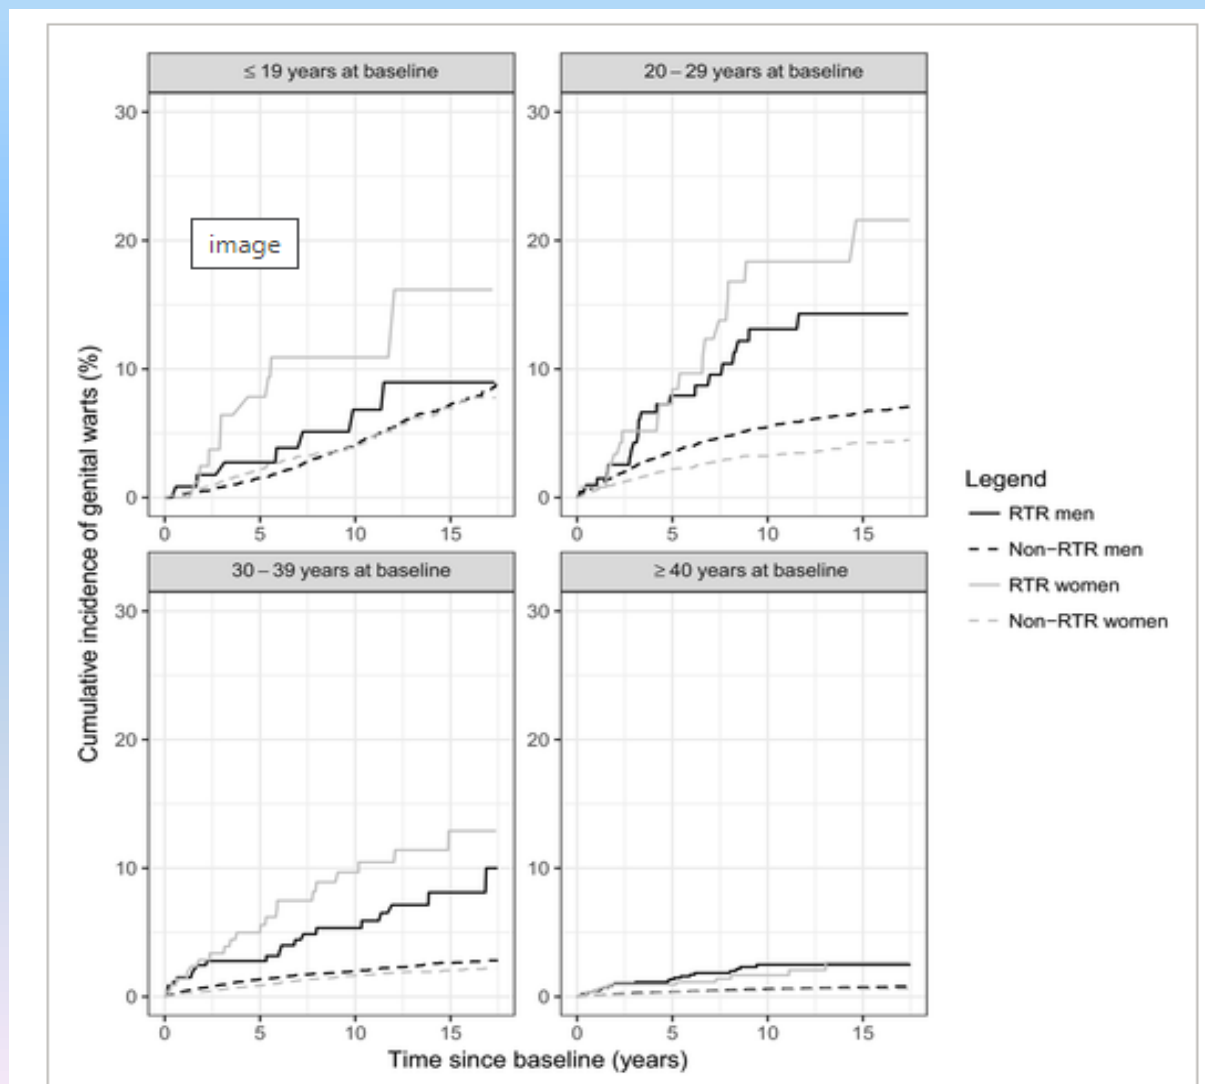 ≤ 19 years at baseline
20 – 29 years at baseline
30
20
10
0
image
30
20
10
0
0 5 10 15
0 5 10 15
Cumulative incidence of genital warts (%)
30 – 39 years at baseline
≥ 40 years at baseline
30
20
10
0
30
20
10
0
0 5 10 15
0 5 10 15
Time since baseline (years)
Legend
RTR men
Non−RTR men
RTR women
Non−RTR women